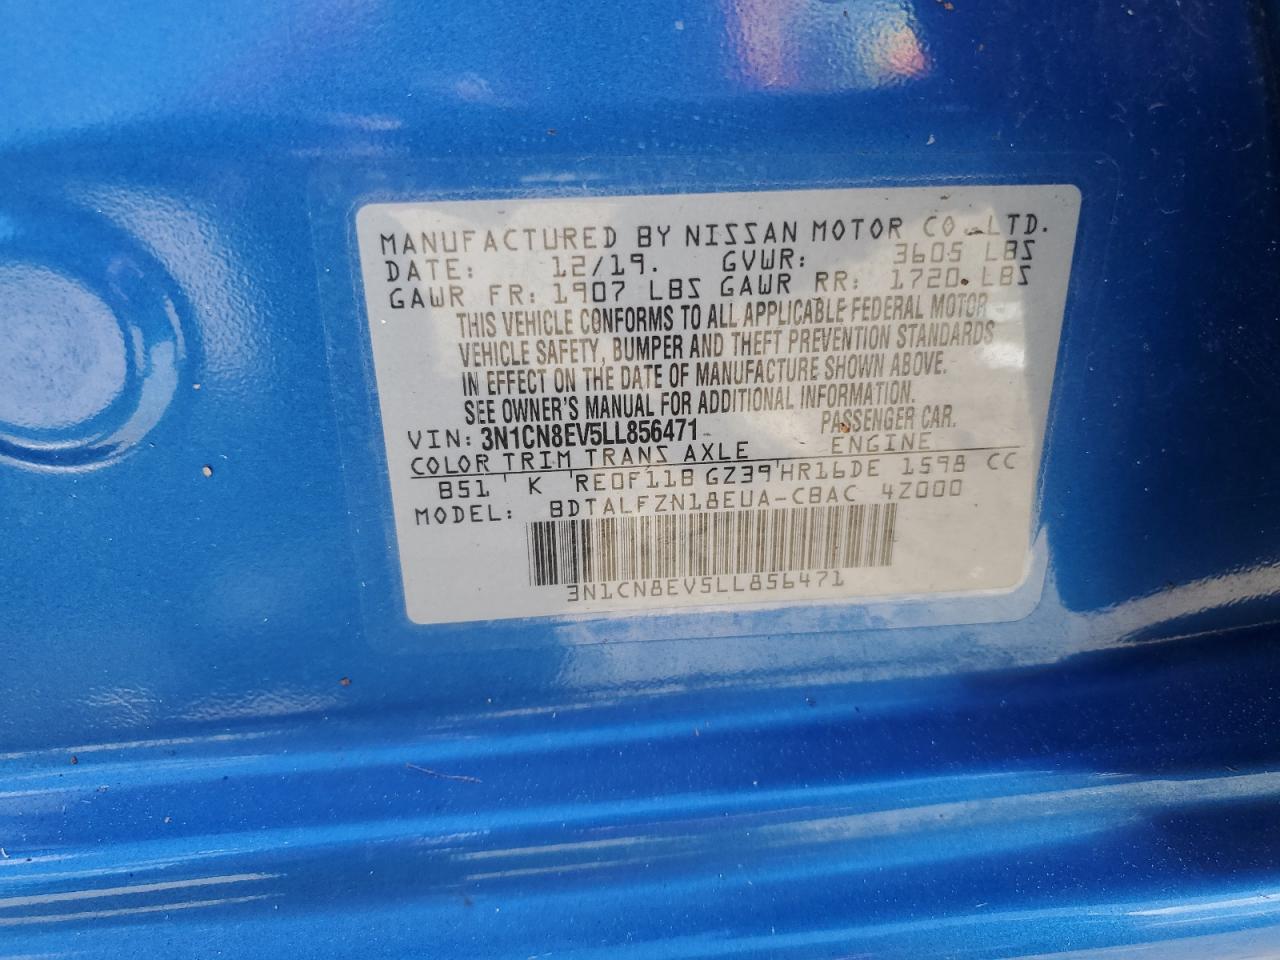 MANUFACTURED BY NISSAN MOTOR CO.,LTD.
DATE: 12/19. GVWR: 3605 LBS
GAWR FR: 1907 LBS GAWR RR: 1720 LBS
THIS VEHICLE CONFORMS TO ALL APPLICABLE FEDERAL MOTOR
VEHICLE SAFETY, BUMPER AND THEFT PREVENTION STANDARDS
IN EFFECT ON THE DATE OF MANUFACTURE SHOWN ABOVE.
SEE OWNER'S MANUAL FOR ADDITIONAL INFORMATION.
VIN: 3N1CN8EV5LL856471 PASSENGER CAR.
COLOR TRIM TRANS AXLE ENGINE
B51 K RE0F11B GZ39 HR16DE 1598 CC
MODEL: BDTALFZN18EUA-CBAC 4Z000
3N1CN8EV5LL856471